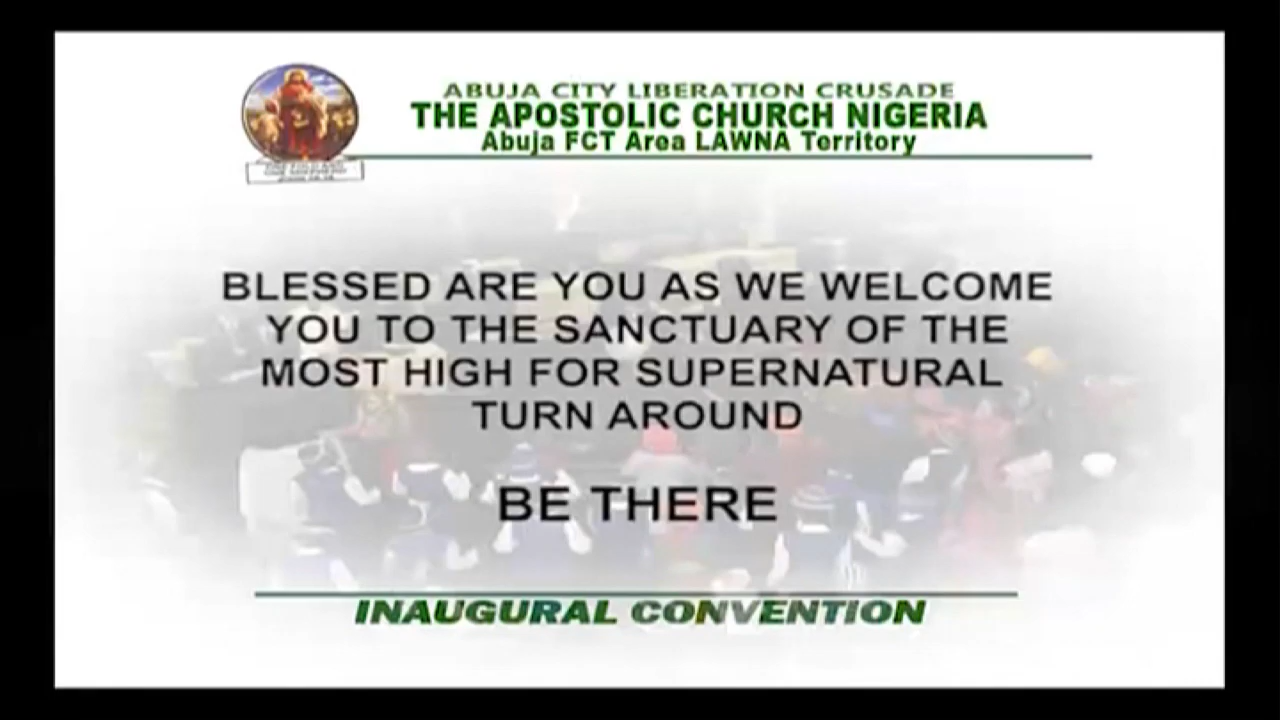 ABUJA CITY LIBERATION CRUSADE
THE APOSTOLIC CHURCH NIGERIA
Abuja FCT Area LAWNA Territory
BLESSED ARE YOU AS WE WELCOME
YOU TO THE SANCTUARY OF THE
MOST HIGH FOR SUPERNATURAL
TURN AROUND
BE THERE
INAUGURAL CONVENTION